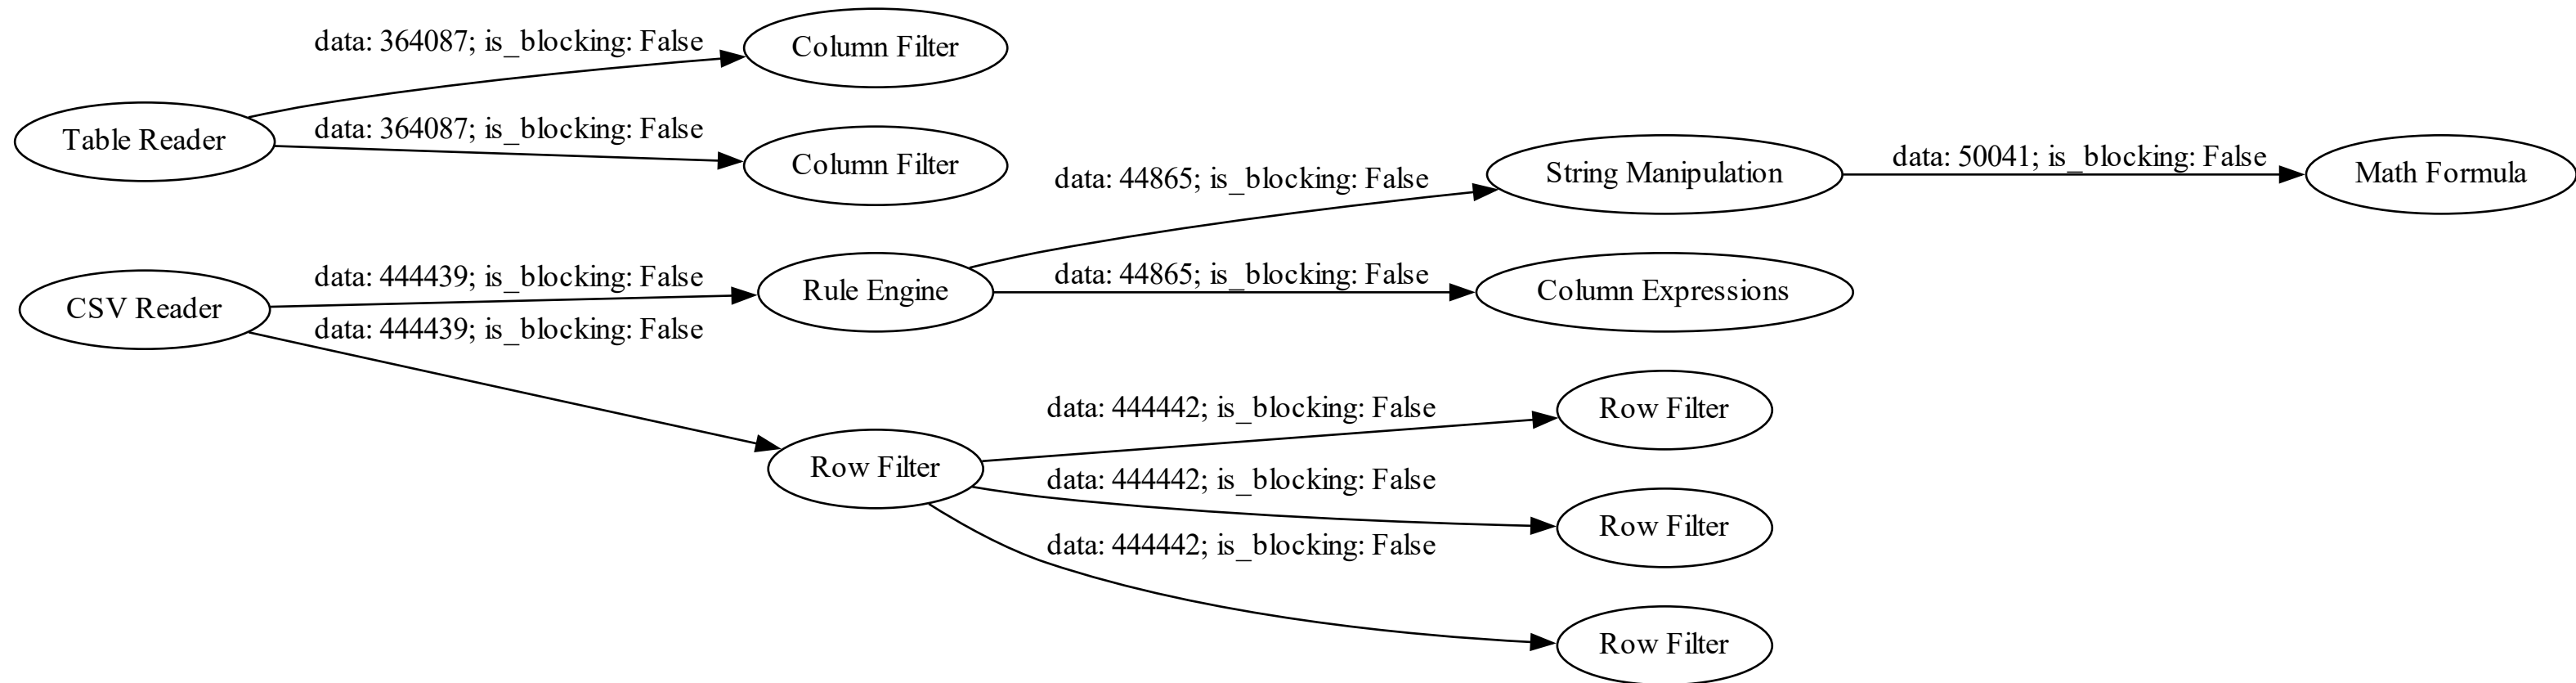 data: 364087; is_blocking: False
Column Filter
Table Reader
data: 364087; is_blocking: False
Column Filter
data: 44865; is_blocking: False
String Manipulation
data: 50041; is_blocking: False
Math Formula
CSV Reader
data: 444439; is_blocking: False
Rule Engine
data: 44865; is_blocking: False
Column Expressions
data: 444439; is_blocking: False
Row Filter
data: 444442; is_blocking: False
Row Filter
data: 444442; is_blocking: False
Row Filter
data: 444442; is_blocking: False
Row Filter